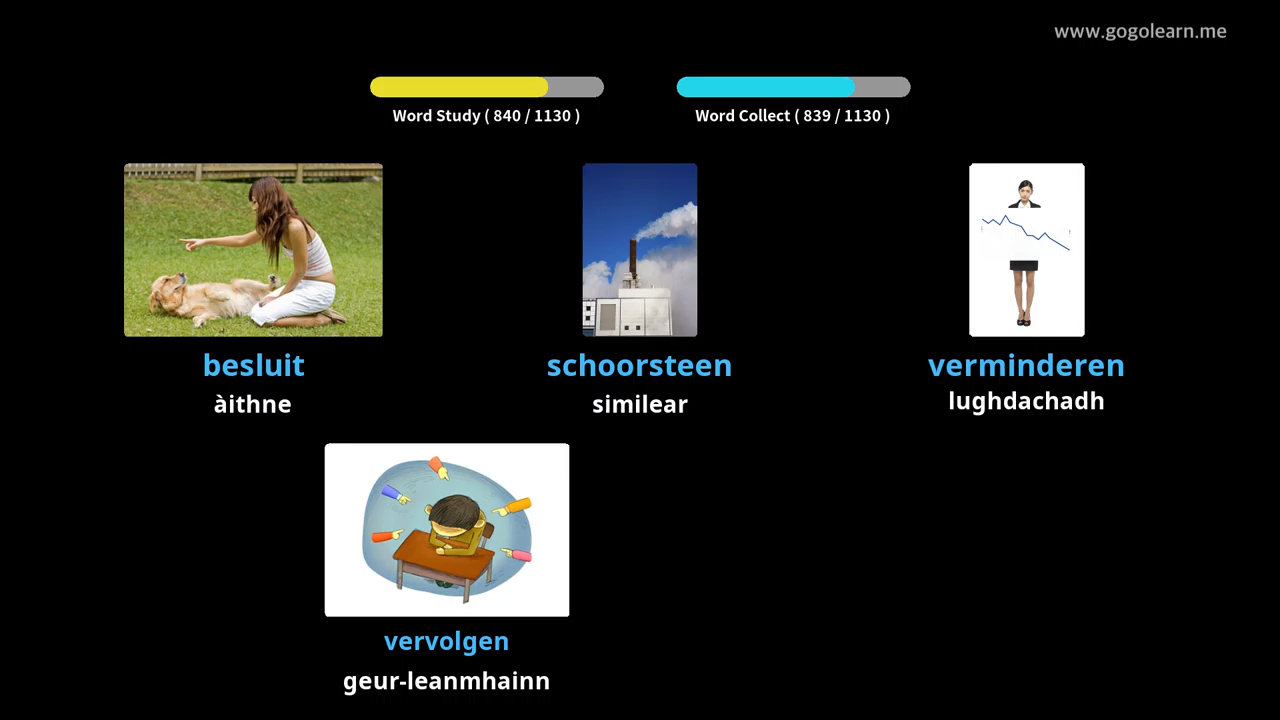 www.gogolearn.me
Word Study ( 840 / 1130 )
Word Collect ( 839 / 1130 )
besluit
àithne
schoorsteen
similear
verminderen
lughdachadh
vervolgen
geur-leanmhainn